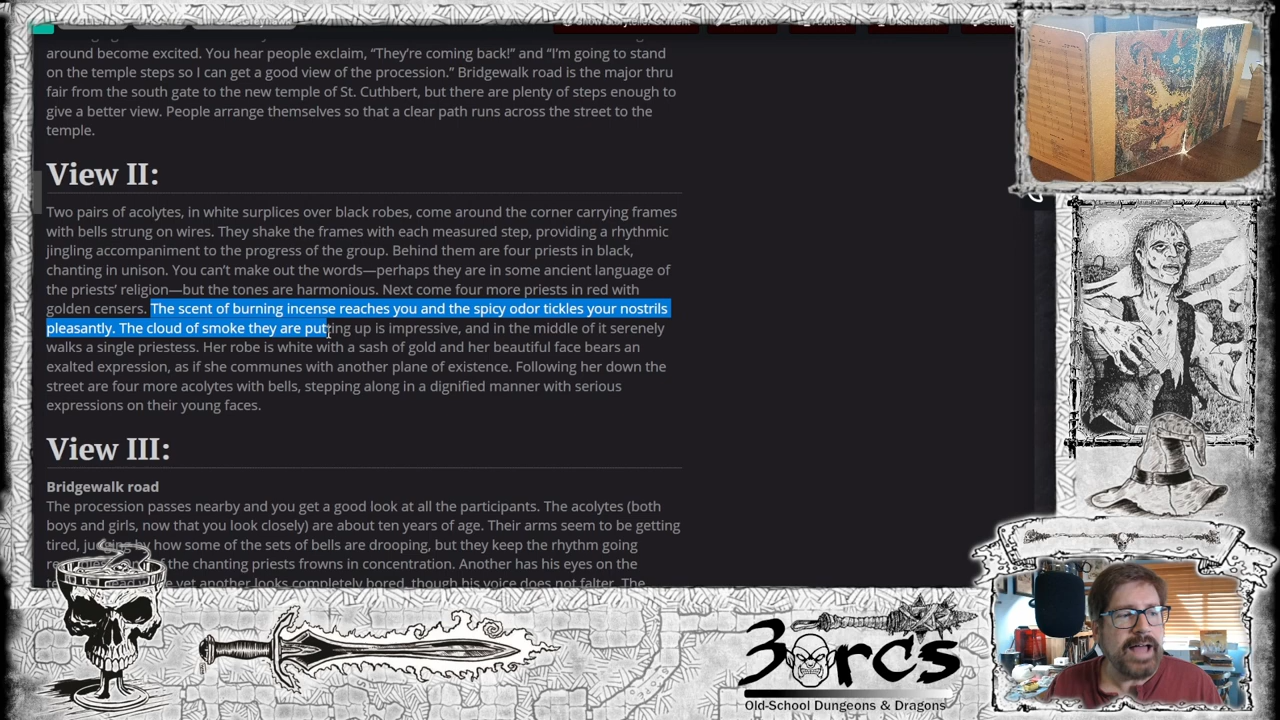 around become excited. You hear people exclaim, “They’re coming back!” and “I’m going to stand
on the temple steps so I can get a good view of the procession.” Bridgewalk road is the major thru
fair from the south gate to the new temple of St. Cuthbert, but there are plenty of steps enough to
give a better view. People arrange themselves so that a clear path runs across the street to the
temple.
View II:
Two pairs of acolytes, in white surplices over black robes, come around the corner carrying frames
with bells strung on wires. They shake the frames with each measured step, providing a rhythmic
jingling accompaniment to the progress of the group. Behind them are four priests in black,
chanting in unison. You can’t make out the words—perhaps they are in some ancient language of
the priests’ religion—but the tones are harmonious. Next come four more priests in red with
golden censers. The scent of burning incense reaches you and the spicy odor tickles your nostrils
pleasantly. The cloud of smoke they are putting up is impressive, and in the middle of it serenely
walks a single priestess. Her robe is white with a sash of gold and her beautiful face bears an
exalted expression, as if she communes with another plane of existence. Following her down the
street are four more acolytes with bells, stepping along in a dignified manner with serious
expressions on their young faces.
View III:
Bridgewalk road
The procession passes nearby and you get a good look at all the participants. The acolytes (both
boys and girls, now that you look closely) are about ten years of age. Their arms seem to be getting
tired, judging by how some of the sets of bells are drooping, but they keep the rhythm going
the chanting priests frowns in concentration. Another has his eyes on the
yet another looks completely bored, though his voice does not falter. The
3 orcs
Old-School Dungeons & Dragons